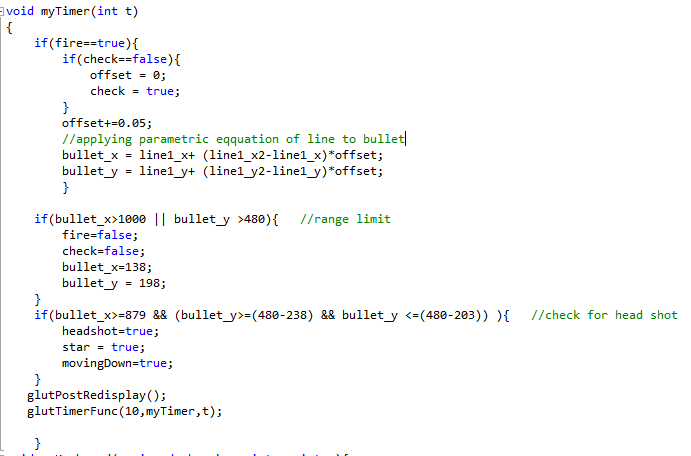 void myTimer(int t)
{
if(fire==true){
if(check==false){
offset = 0;
check = true;
}
offset+=0.05;
//applying parametric eqquation of line to bullet
bullet_x = line1_x+ (line1_x2-line1_x)*offset;
bullet_y = line1_y+ (line1_y2-line1_y)*offset;
}
if(bullet_x>1000 || bullet_y >480){ //range limit
fire=false;
check=false;
bullet_x=138;
bullet_y = 198;
}
if(bullet_x>=879 && (bullet_y>=(480-238) && bullet_y <=(480-203)) ){ //check for head shot
headshot=true;
star = true;
movingDown=true;
}
glutPostRedisplay();
glutTimerFunc(10,myTimer,t);
}